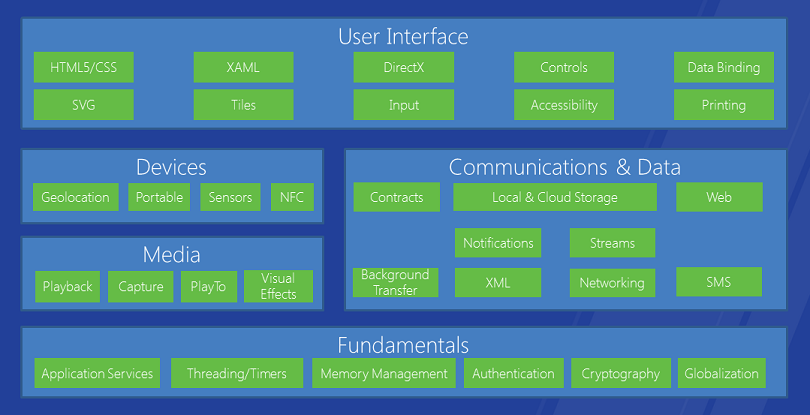 User Interface
HTML5/CSS
XAML
DirectX
Controls
Data Binding
SVG
Tiles
Input
Accessibility
Printing
Devices
Geolocation
Portable
Sensors
NFC
Media
Playback
Capture
PlayTo
Visual
Effects
Communications & Data
Contracts
Local & Cloud Storage
Web
Notifications
Streams
Background
Transfer
XML
Networking
SMS
Fundamentals
Application Services
Threading/Timers
Memory Management
Authentication
Cryptography
Globalization